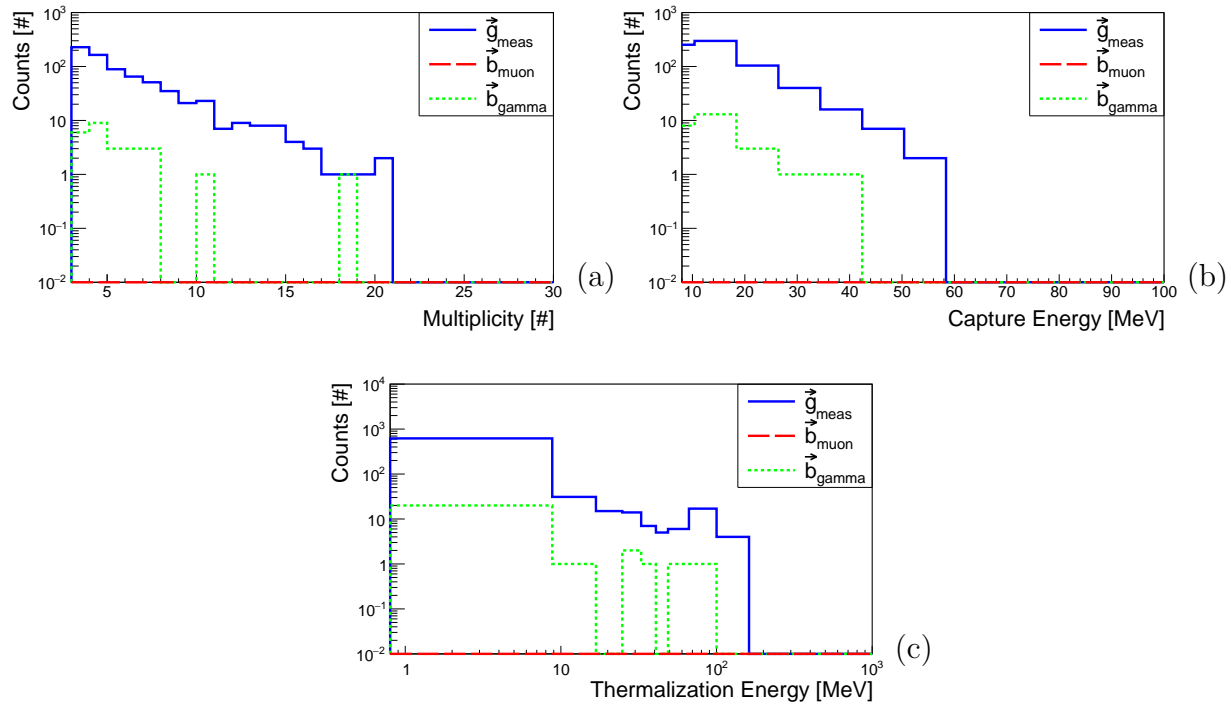 Counts [#]
10³
10²
10
1
10⁻¹
10⁻²
g⃗meas
b⃗muon
b⃗gamma
5 10 15 20 25 30
Multiplicity [#]
(a)
Counts [#]
10³
10²
10
1
10⁻¹
10⁻²
g⃗meas
b⃗muon
b⃗gamma
10 20 30 40 50 60 70 80 90 100
Capture Energy [MeV]
(b)
Counts [#]
10⁴
10³
10²
10
1
10⁻¹
10⁻²
g⃗meas
b⃗muon
b⃗gamma
1 10 10² 10³
Thermalization Energy [MeV]
(c)